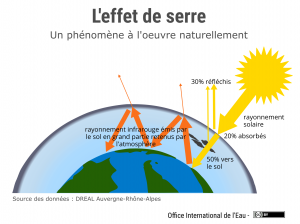 L'effet de serre
Un phénomène à l'oeuvre naturellement
30% réfléchis
rayonnement
solaire
20% absorbés
rayonnement infrarouge émis par
le sol en grand partie retenus par
l'atmosphère
50% vers
le sol
Source des données : DREAL Auvergne-Rhône-Alpes
Office International de l'Eau -